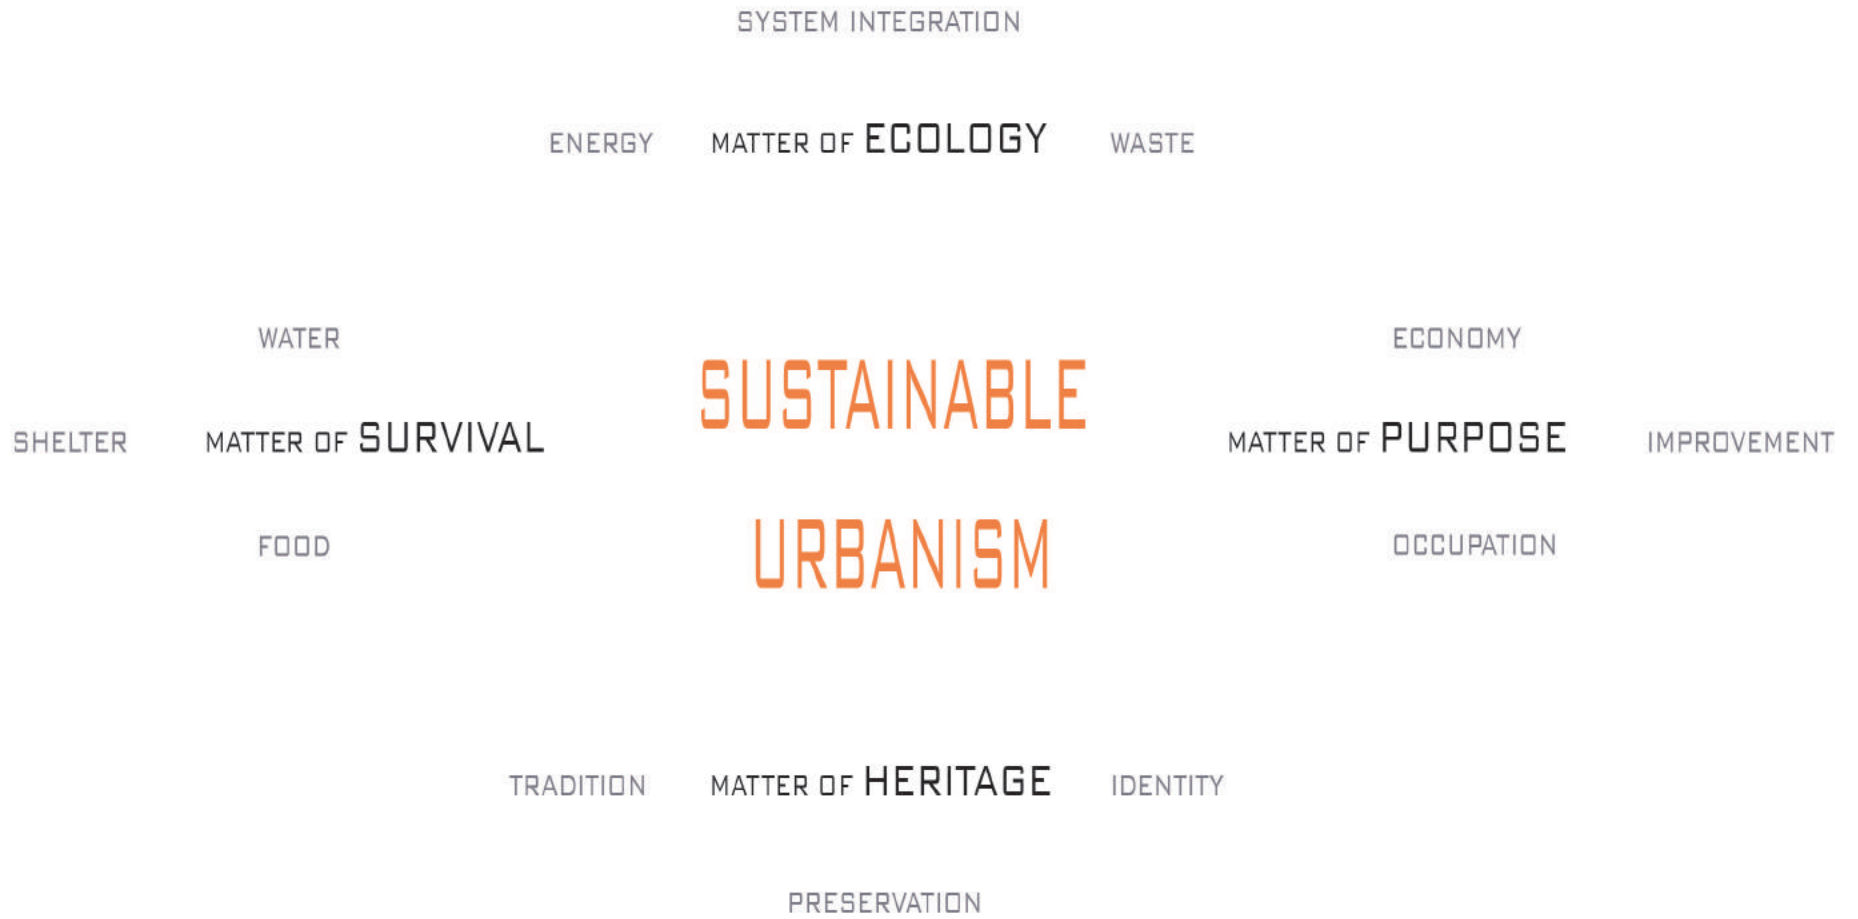 SYSTEM INTEGRATION
ENERGY MATTER OF ECOLOGY WASTE
WATER
ECONOMY
SUSTAINABLE
SHELTER MATTER OF SURVIVAL
MATTER OF PURPOSE IMPROVEMENT
FOOD
OCCUPATION
URBANISM
TRADITION MATTER OF HERITAGE IDENTITY
PRESERVATION